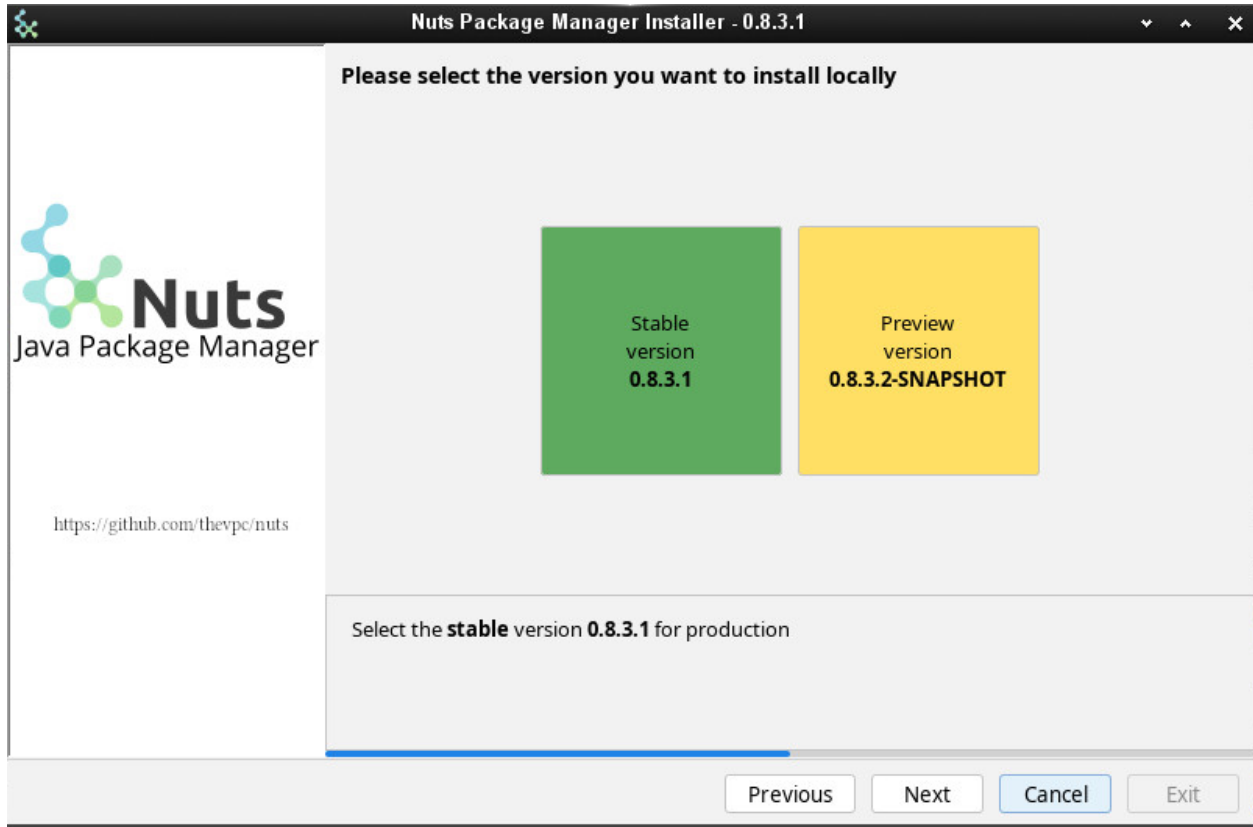 Nuts Package Manager Installer - 0.8.3.1
Please select the version you want to install locally
Nuts
Java Package Manager
https://github.com/thevpc/nuts
Stable
version
0.8.3.1
Preview
version
0.8.3.2-SNAPSHOT
Select the stable version 0.8.3.1 for production
Previous
Next
Cancel
Exit